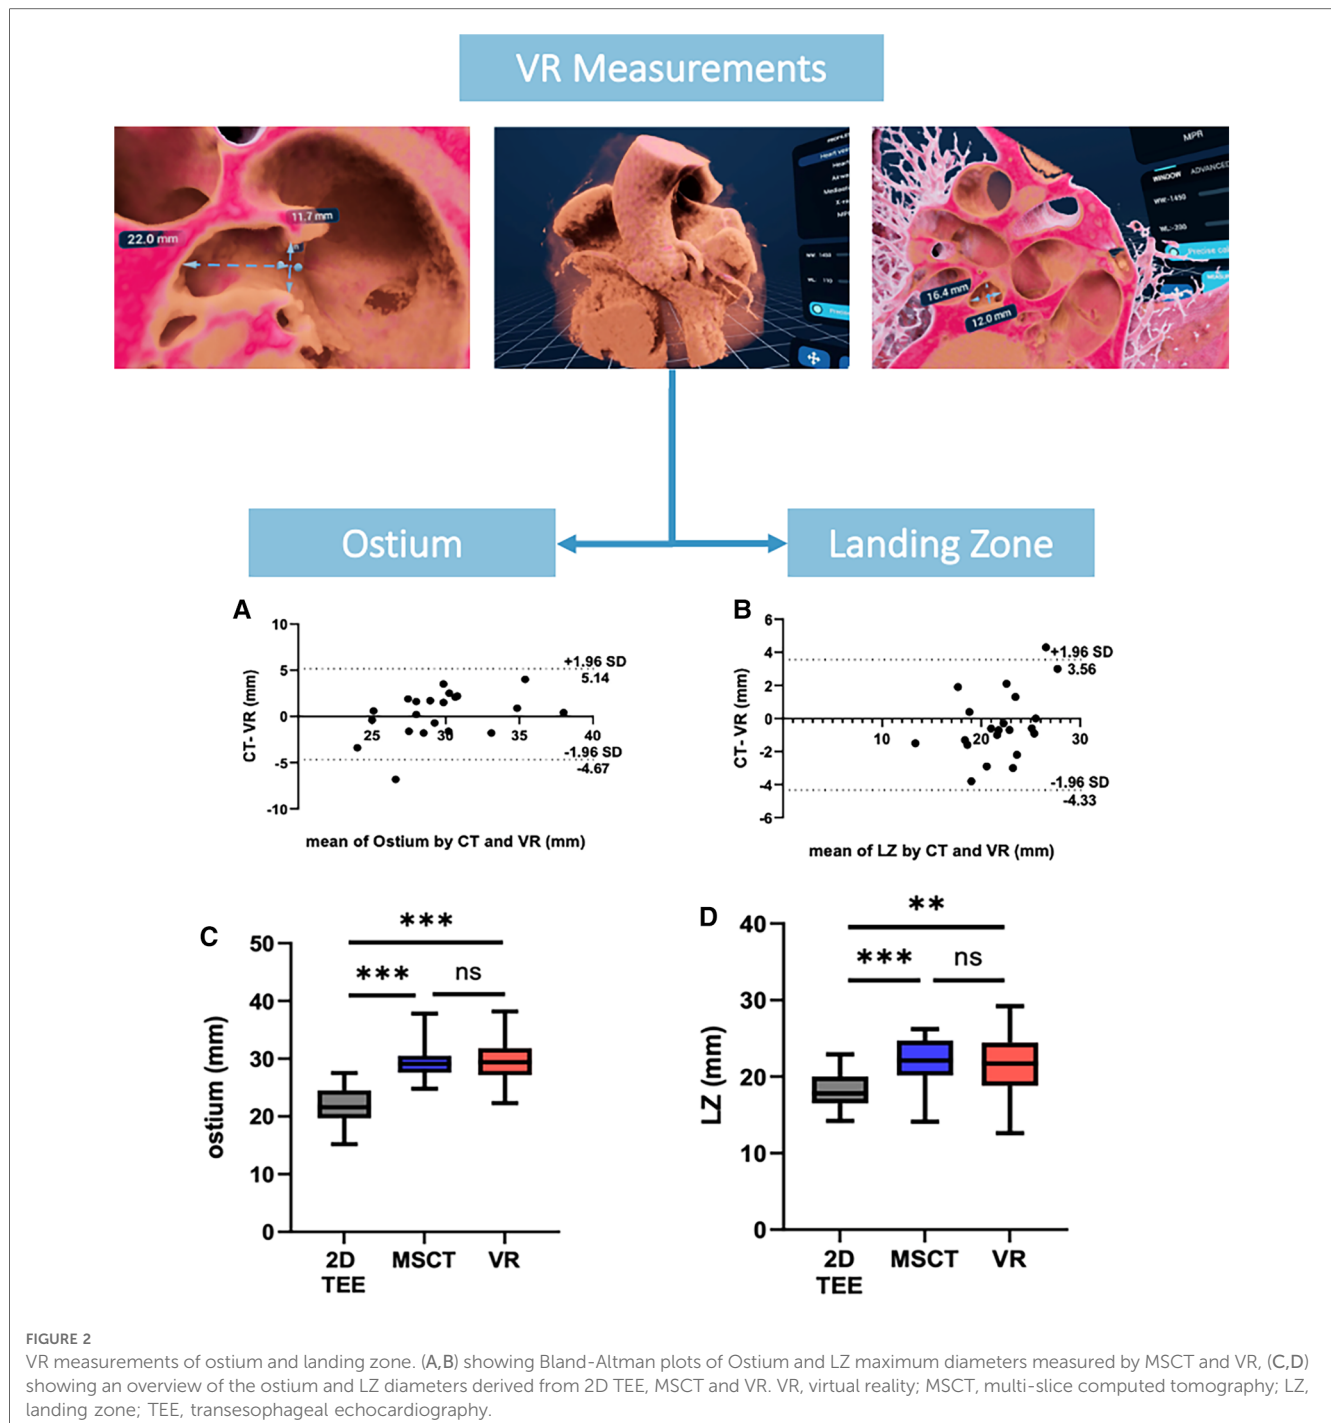 VR Measurements
22.0 mm
11.7 mm
Heart
MPR
WINDOW ADVANCED
WW:-1450
WL:-200
Precise
16.4 mm
12.0 mm
Ostium
Landing Zone
A
10
5
0
-5
-10
25 30 35 40
+1.96 SD
5.14
-1.96 SD
-4.67
CT- VR (mm)
mean of Ostium by CT and VR (mm)
B
6
4
2
0
-2
-4
-6
10 20 30
+1.96 SD
3.56
-1.96 SD
-4.33
CT- VR (mm)
mean of LZ by CT and VR (mm)
C
***
*** ns
50
40
30
20
10
0
ostium (mm)
2D TEE
MSCT
VR
D
**
*** ns
40
30
20
10
0
LZ (mm)
2D TEE
MSCT
VR
FIGURE 2
VR measurements of ostium and landing zone. (A,B) showing Bland-Altman plots of Ostium and LZ maximum diameters measured by MSCT and VR, (C,D)
showing an overview of the ostium and LZ diameters derived from 2D TEE, MSCT and VR. VR, virtual reality; MSCT, multi-slice computed tomography; LZ,
landing zone; TEE, transesophageal echocardiography.